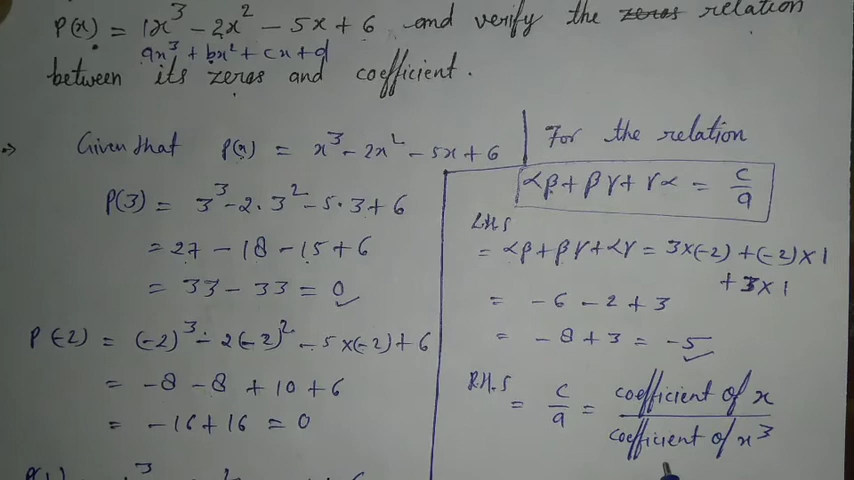 P(x) = 1x³ - 2x² - 5x + 6 and verify the relation
ax³ + bx² + cx + d
between its zeros and coefficient.
=> Given that P(x) = x³ - 2x² - 5x + 6
P(3) = 3³ - 2·3² - 5·3 + 6
= 27 - 18 - 15 + 6
= 33 - 33 = 0 ✓
P(-2) = (-2)³ - 2(-2)² - 5x(-2) + 6
= -8 - 8 + 10 + 6
= -16 + 16 = 0
For the relation
αβ + βγ + γα = c/a
L.H.S
= αβ + βγ + αγ = 3×(-2) + (-2)×1
+ 3×1
= -6 - 2 + 3
= -8 + 3 = -5 ✓
R.H.S
= c/a = coefficient of x / coefficient of x³